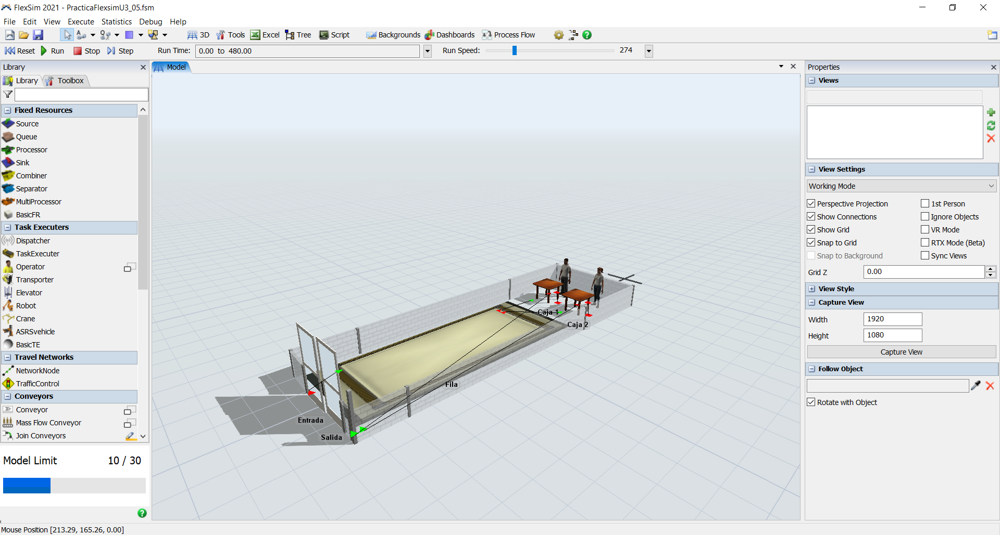 FlexSim 2021 - PracticaFlexsimU3_05.fsm
File Edit View Execute Statistics Debug Help
3D Tools Excel Tree Script Backgrounds Dashboards Process Flow
Reset Run Stop Step Run Time: 0.00 to 480.00 Run Speed: 274
Library
Library Toolbox
Fixed Resources
Source
Queue
Processor
Sink
Combiner
Separator
MultiProcessor
BasicFR
Task Executers
Dispatcher
TaskExecuter
Operator
Transporter
Elevator
Robot
Crane
ASRSvehicle
BasicTE
Travel Networks
NetworkNode
TrafficControl
Conveyors
Conveyor
Mass Flow Conveyor
Join Conveyors
Model Limit 10 / 30
Model
Caja 1
Caja 2
Fila
Entrada
Salida
Properties
Views
View Settings
Working Mode
Perspective Projection 1st Person
Show Connections Ignore Objects
Show Grid VR Mode
Snap to Grid RTX Mode (Beta)
Snap to Background Sync Views
Grid Z 0.00
View Style
Capture View
Width 1920
Height 1080
Capture View
Follow Object
Rotate with Object
Mouse Position [213.29, 165.26, 0.00]